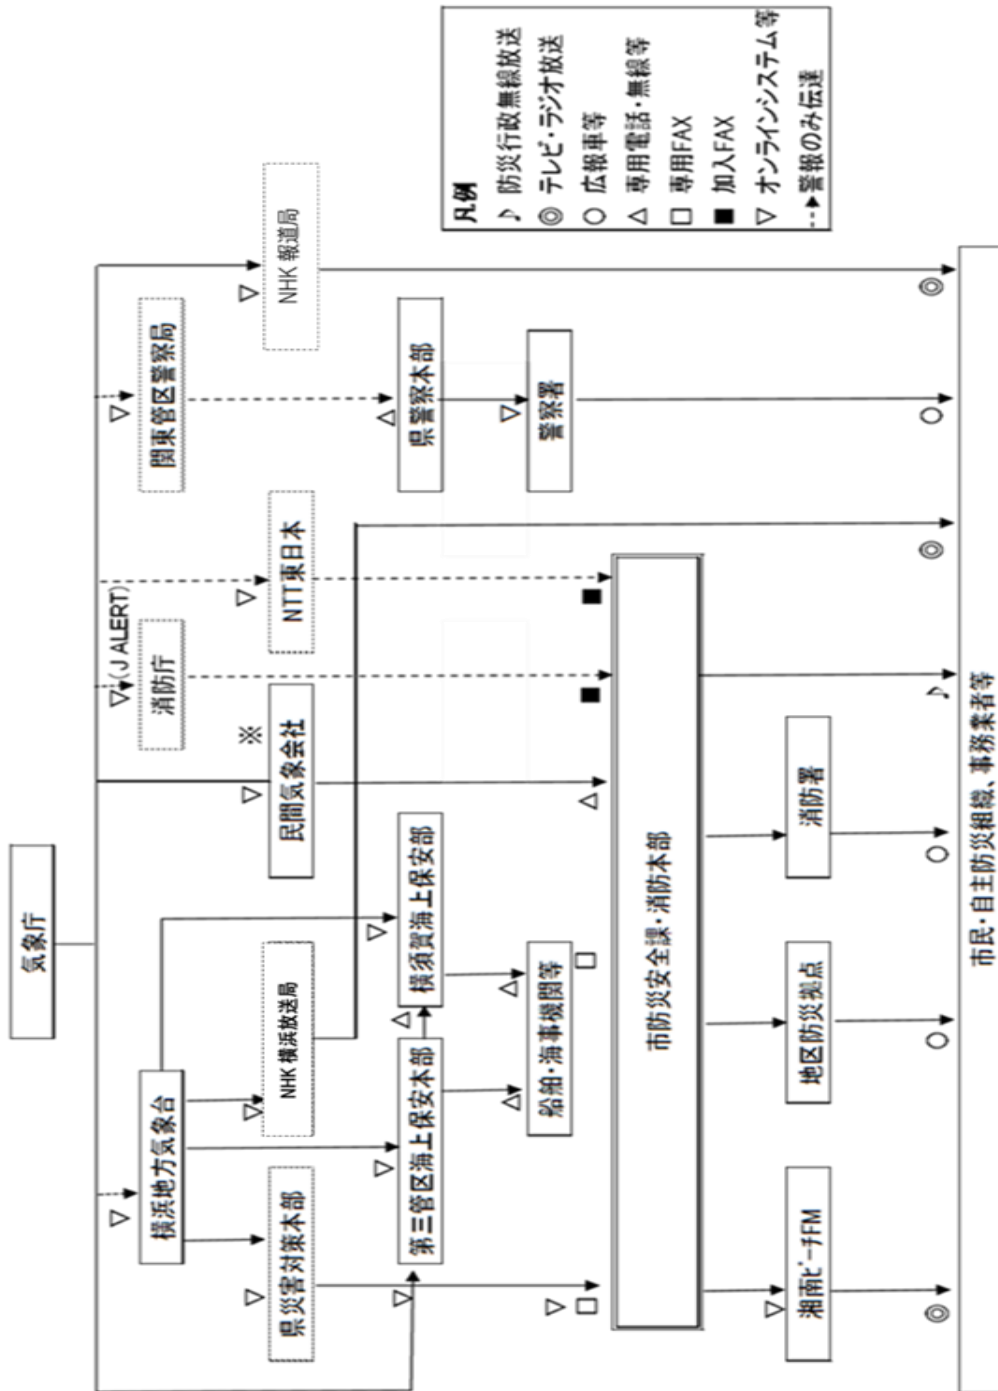 気象庁
横浜地方気象台
(J ALERT)
消防庁
関東管区警察局
県災害対策本部
NHK 横浜放送局
民間気象会社
※
NTT東日本
NHK 報道局
第三管区海上保安本部
横須賀海上保安部
県警察本部
船舶・海事機関等
警察署
市防災安全課・消防本部
湘南ビーチFM
地区防災拠点
消防署
市民・自主防災組織、事務業者等
凡例
♪ 防災行政無線放送
◎ テレビ・ラジオ放送
○ 広報車等
△ 専用電話・無線等
□ 専用FAX
■ 加入FAX
▽ オンラインシステム等
--▶警報のみ伝達